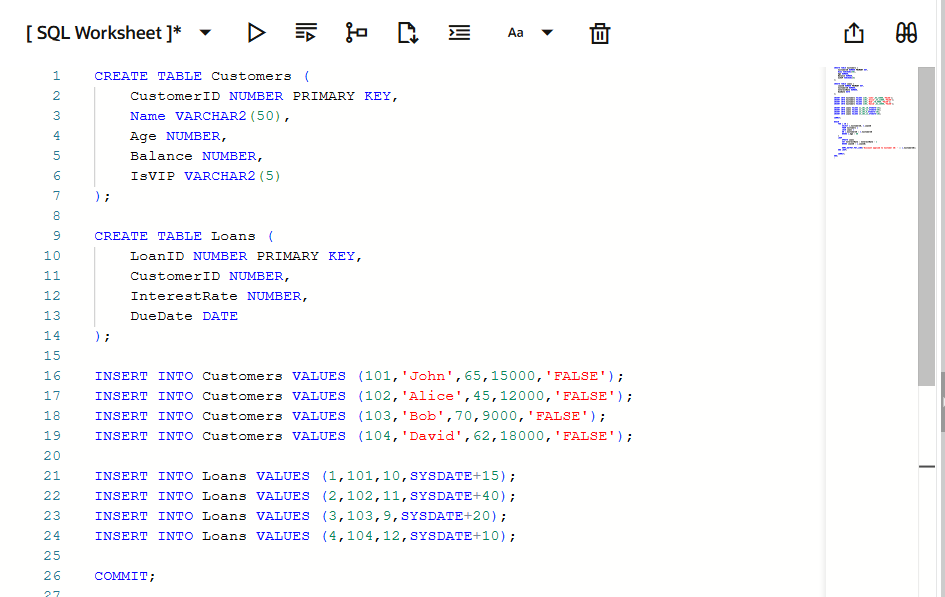 [ SQL Worksheet ]*
Aa
1 CREATE TABLE Customers (
2 CustomerID NUMBER PRIMARY KEY,
3 Name VARCHAR2(50),
4 Age NUMBER,
5 Balance NUMBER,
6 IsVIP VARCHAR2(5)
7 );
8
9 CREATE TABLE Loans (
10 LoanID NUMBER PRIMARY KEY,
11 CustomerID NUMBER,
12 InterestRate NUMBER,
13 DueDate DATE
14 );
15
16 INSERT INTO Customers VALUES (101,'John',65,15000,'FALSE');
17 INSERT INTO Customers VALUES (102,'Alice',45,12000,'FALSE');
18 INSERT INTO Customers VALUES (103,'Bob',70,9000,'FALSE');
19 INSERT INTO Customers VALUES (104,'David',62,18000,'FALSE');
20
21 INSERT INTO Loans VALUES (1,101,10,SYSDATE+15);
22 INSERT INTO Loans VALUES (2,102,11,SYSDATE+40);
23 INSERT INTO Loans VALUES (3,103,9,SYSDATE+20);
24 INSERT INTO Loans VALUES (4,104,12,SYSDATE+10);
25
26 COMMIT;
27